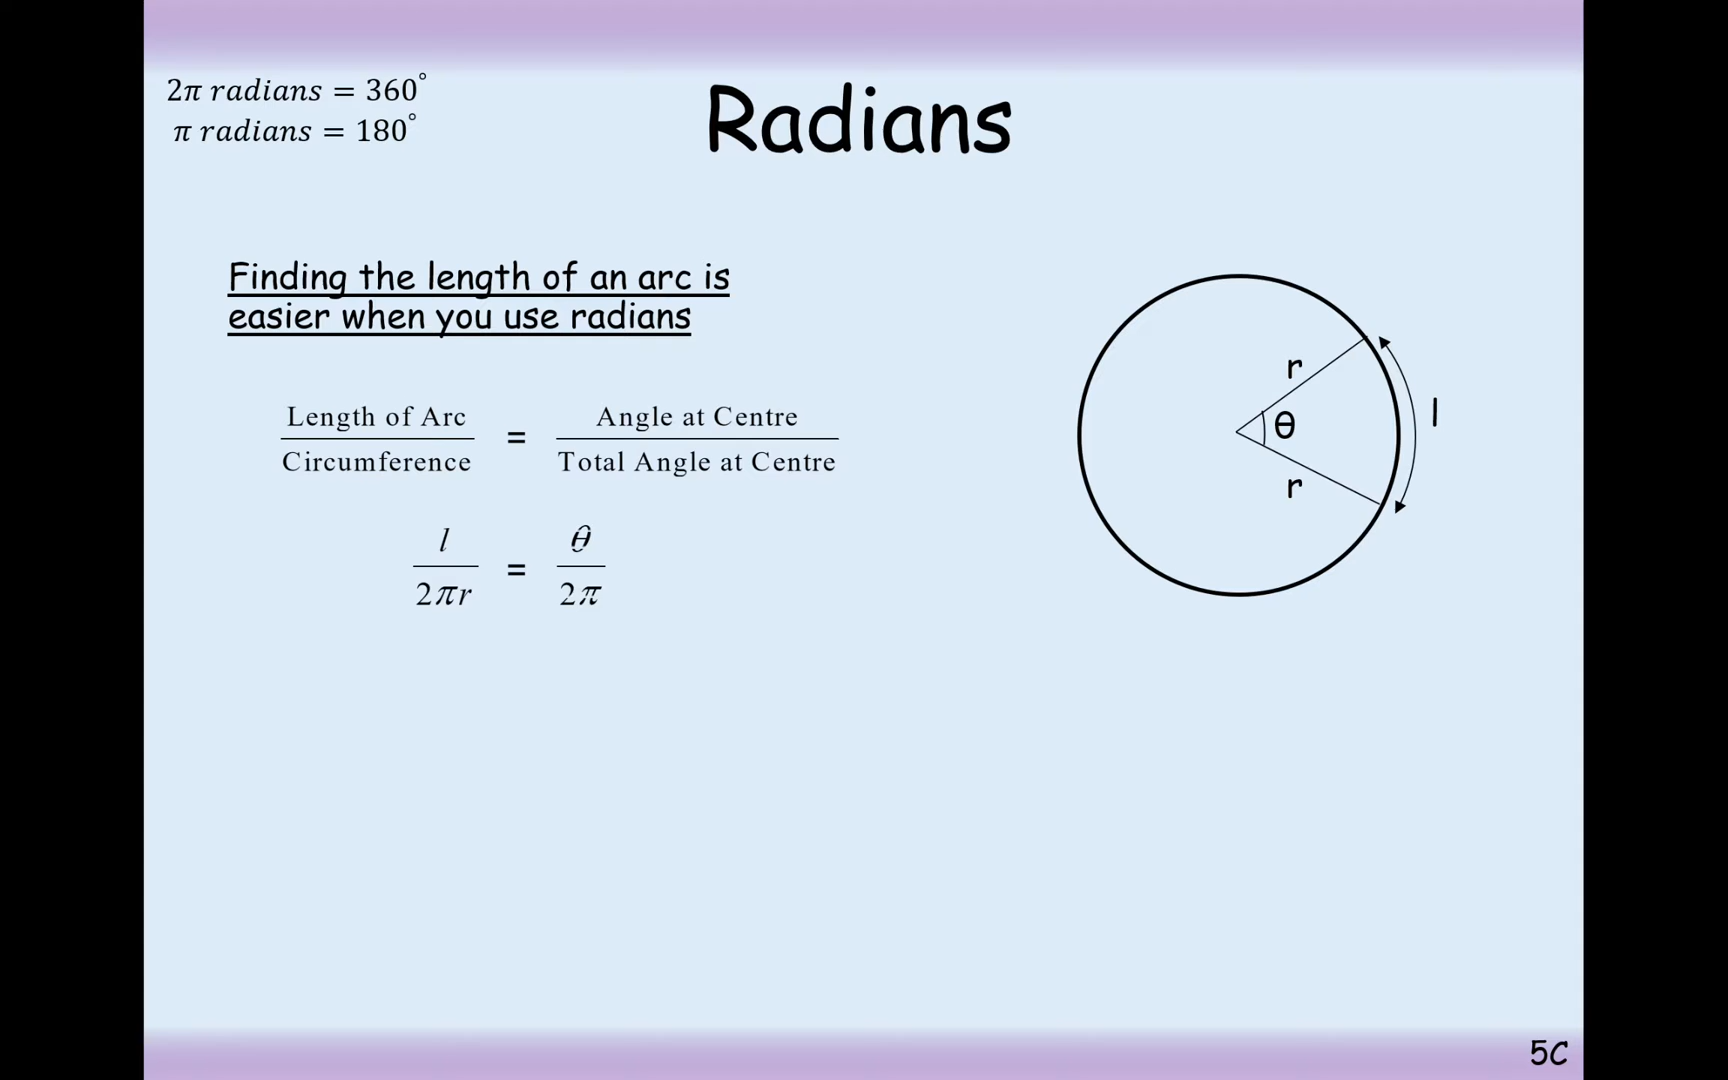 2π radians = 360°
π radians = 180°
Radians
Finding the length of an arc is
easier when you use radians
Length of Arc / Circumference = Angle at Centre / Total Angle at Centre
l / 2πr = θ / 2π
r
θ
l
r
5C